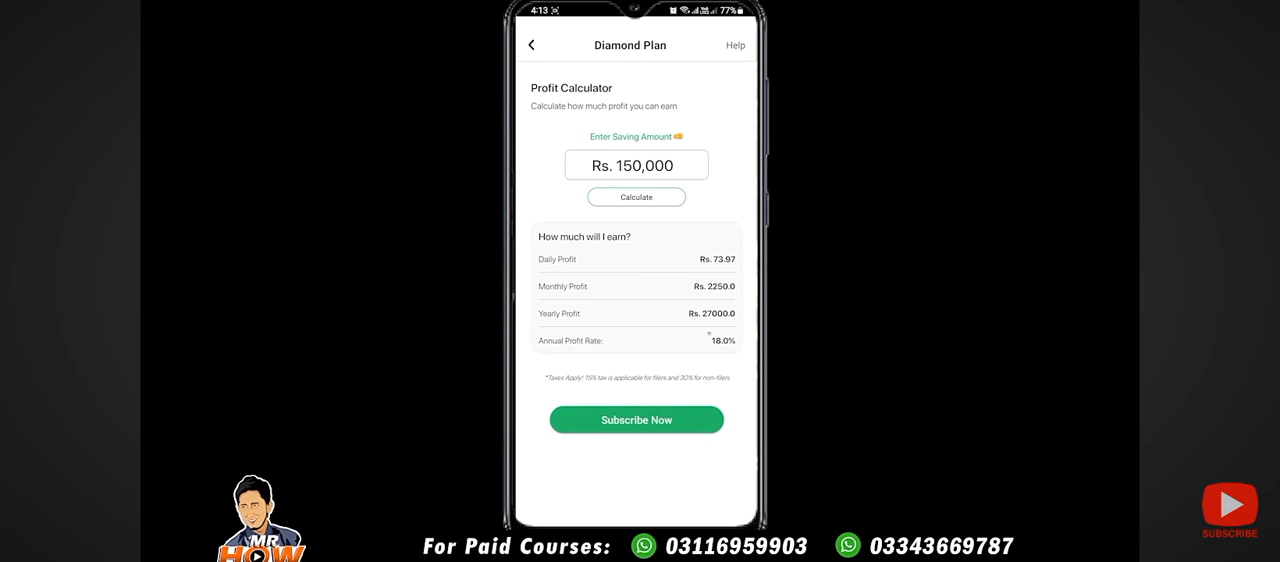 4:13
77%
Diamond Plan
Help
Profit Calculator
Calculate how much profit you can earn
Enter Saving Amount
Rs. 150,000
Calculate
How much will I earn?
Daily Profit Rs. 73.97
Monthly Profit Rs. 2250.0
Yearly Profit Rs. 27000.0
Annual Profit Rate: 18.0%
*Taxes Apply! 15% tax is applicable for filers and 30% for non-filers
Subscribe Now
MR
HOW
For Paid Courses: 03116959903 03343669787
SUBSCRIBE